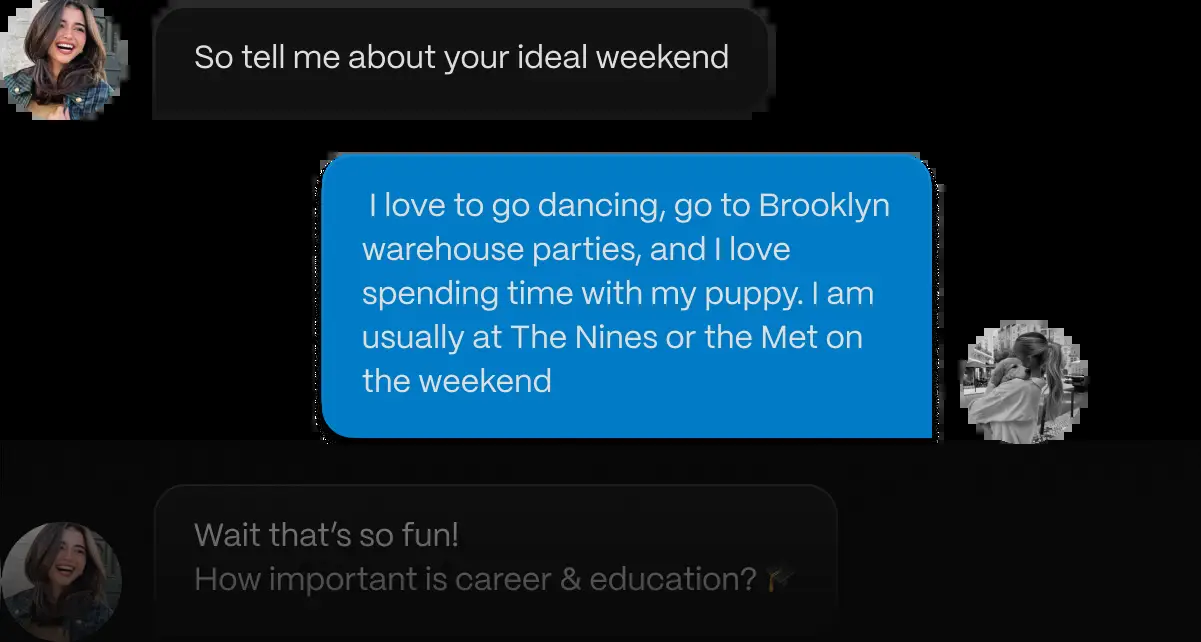 So tell me about your ideal weekend
I love to go dancing, go to Brooklyn
warehouse parties, and I love
spending time with my puppy. I am
usually at The Nines or the Met on
the weekend
Wait that’s so fun!
How important is career & education? 🎓